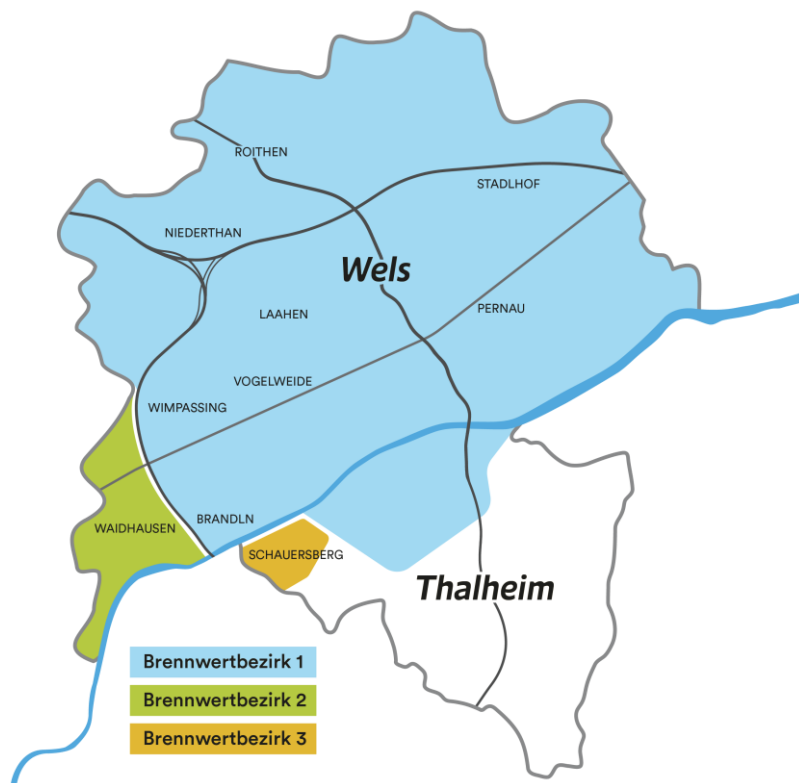 ROITHEN
STADLHOF
NIEDERTHAN
Wels
LAAHEN
PERNAU
VOGELWEIDE
WIMPASSING
BRANDLN
WAIDHAUSEN
SCHAUERSBERG
Thalheim
Brennwertbezirk 1
Brennwertbezirk 2
Brennwertbezirk 3